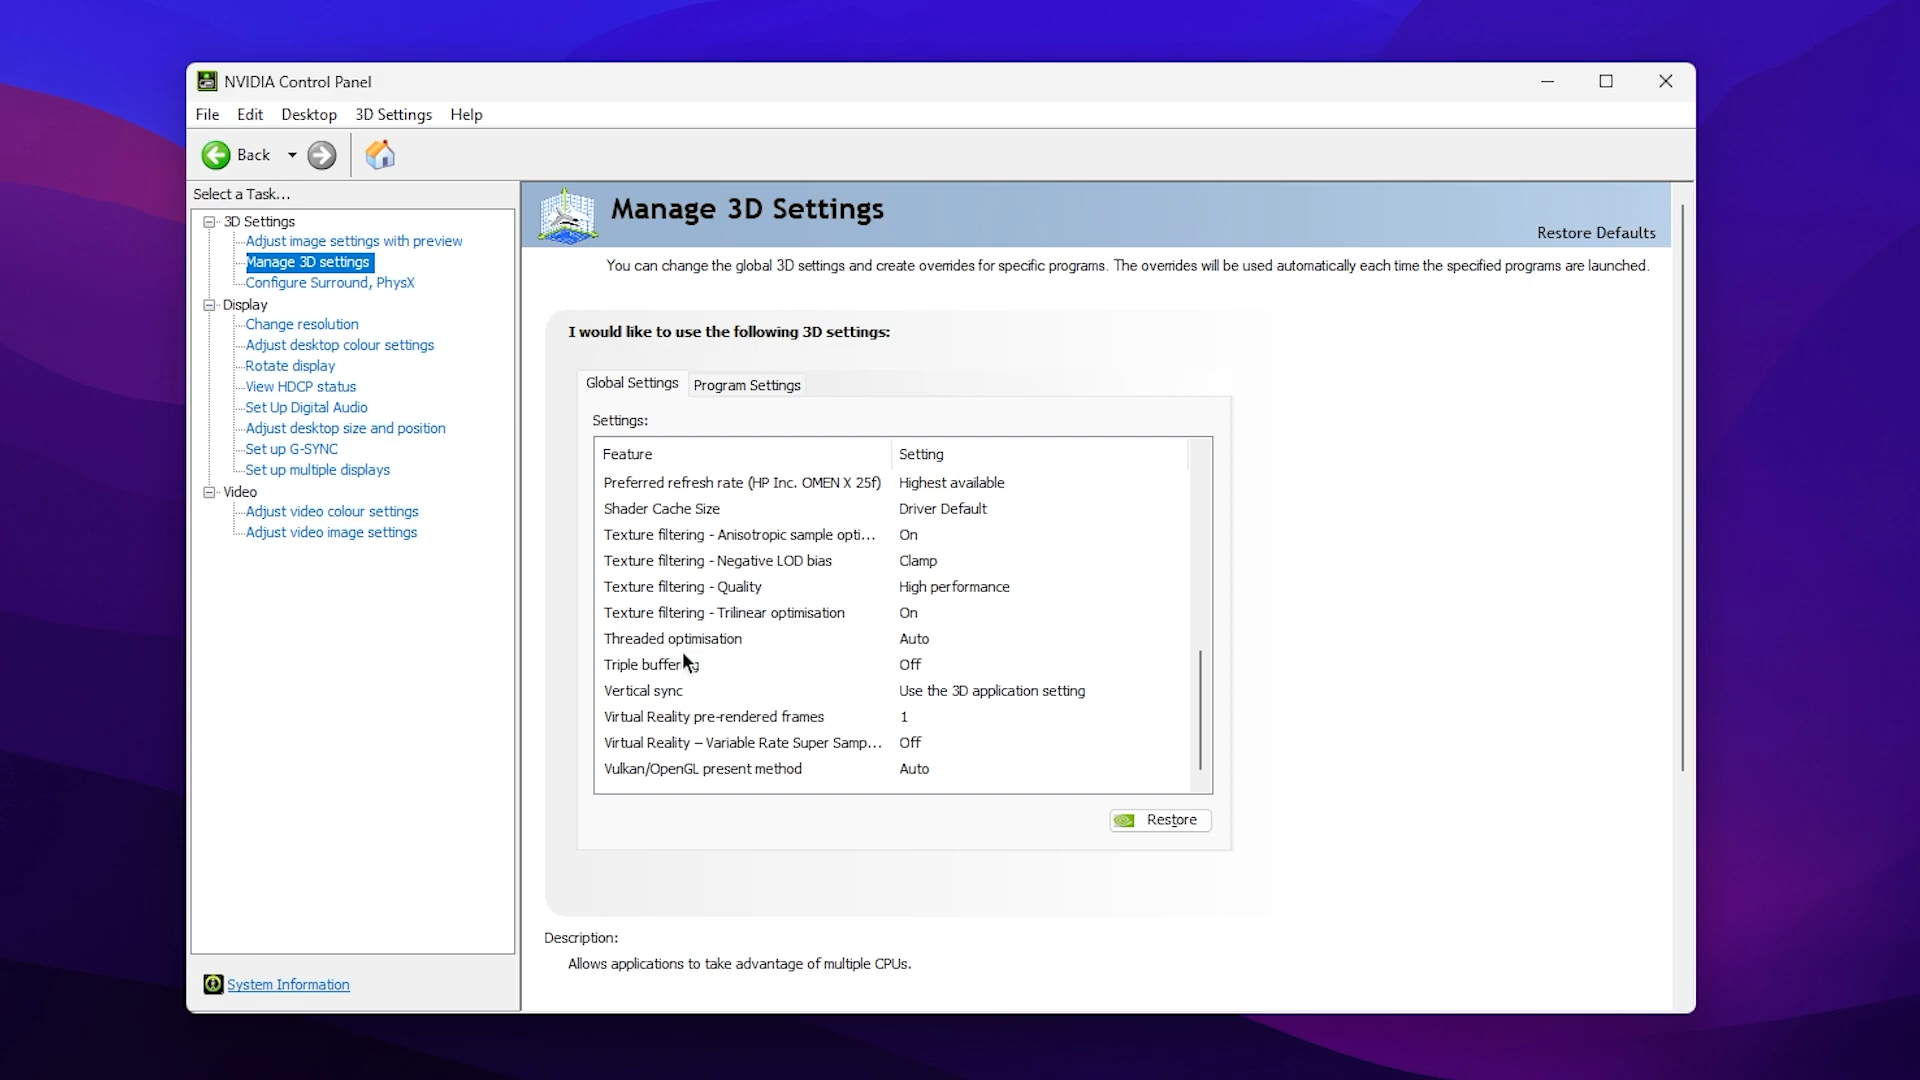 NVIDIA Control Panel
File Edit Desktop 3D Settings Help
Back
Select a Task...
3D Settings
Adjust image settings with preview
Manage 3D settings
Configure Surround, PhysX
Display
Change resolution
Adjust desktop colour settings
Rotate display
View HDCP status
Set Up Digital Audio
Adjust desktop size and position
Set up G-SYNC
Set up multiple displays
Video
Adjust video colour settings
Adjust video image settings
System Information
Manage 3D Settings
Restore Defaults
You can change the global 3D settings and create overrides for specific programs. The overrides will be used automatically each time the specified programs are launched.
I would like to use the following 3D settings:
Global Settings Program Settings
Settings:
Feature Setting
Preferred refresh rate (HP Inc. OMEN X 25f) Highest available
Shader Cache Size Driver Default
Texture filtering - Anisotropic sample opti... On
Texture filtering - Negative LOD bias Clamp
Texture filtering - Quality High performance
Texture filtering - Trilinear optimisation On
Threaded optimisation Auto
Triple buffering Off
Vertical sync Use the 3D application setting
Virtual Reality pre-rendered frames 1
Virtual Reality – Variable Rate Super Samp... Off
Vulkan/OpenGL present method Auto
Restore
Description:
Allows applications to take advantage of multiple CPUs.